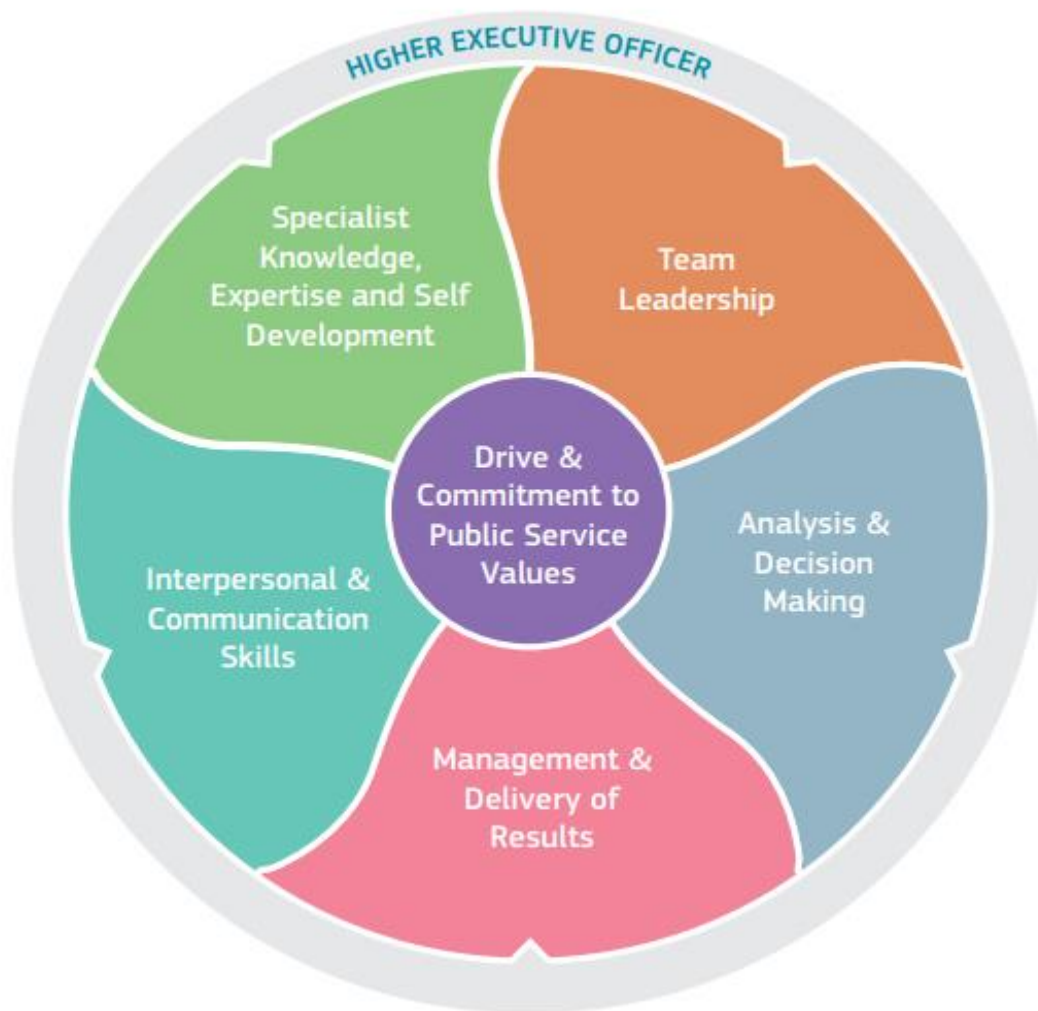 HIGHER EXECUTIVE OFFICER
Specialist
Knowledge,
Expertise and Self
Development
Team
Leadership
Drive &
Commitment to
Public Service
Values
Analysis &
Decision
Making
Interpersonal &
Communication
Skills
Management &
Delivery of
Results